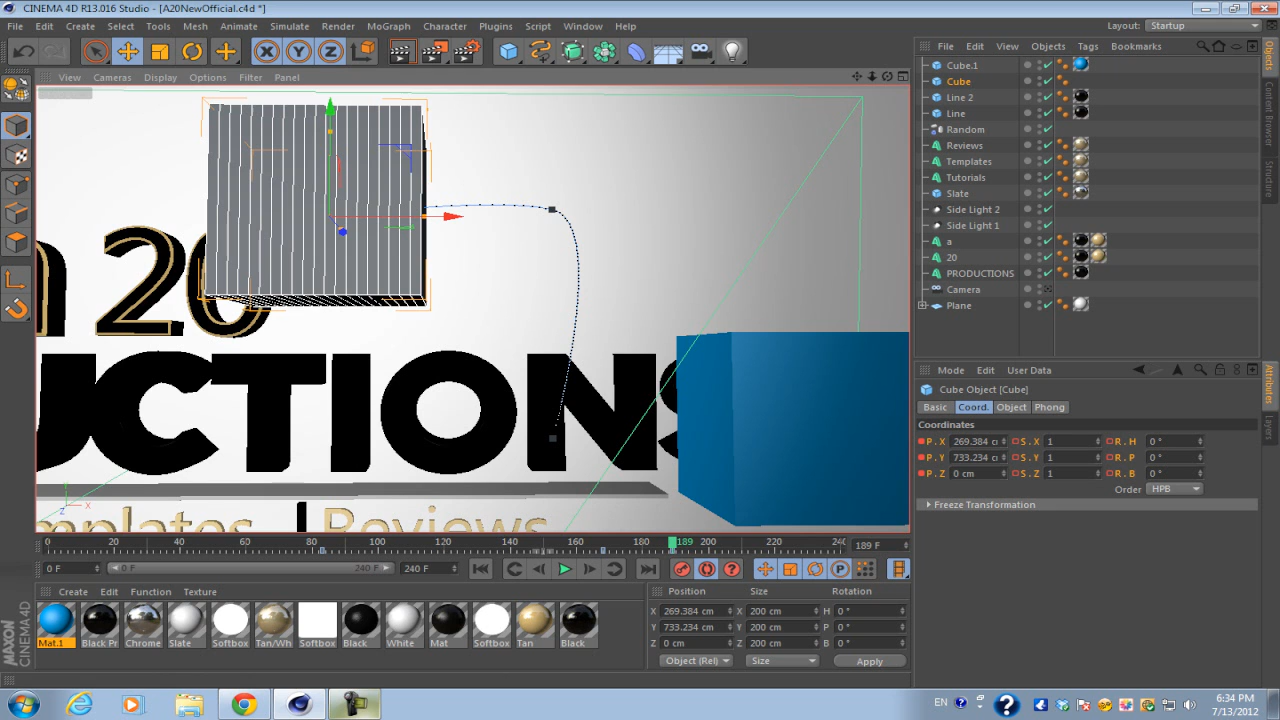 CINEMA 4D R13.016 Studio - [A20NewOfficial.c4d *]
File Edit Create Select Tools Mesh Animate Simulate Render MoGraph Character Plugins Script Window Help
Layout: Startup
X Y Z
View Cameras Display Options Filter Panel
20
UCTIONS
mplates | Reviews
X
Z
File Edit View Objects Tags Bookmarks
Cube.1
Cube
Line 2
Line
Random
Reviews
Templates
Tutorials
Slate
Side Light 2
Side Light 1
a
20
PRODUCTIONS
Camera
Plane
Objects
Content Browser
Structure
Mode Edit User Data
Cube Object [Cube]
Basic Coord. Object Phong
Coordinates
P . X 269.384 c S . X 1 R . H 0 °
P . Y 733.234 c S . Y 1 R . P 0 °
P . Z 0 cm S . Z 1 R . B 0 °
Order HPB
Freeze Transformation
Attributes
Layers
0 20 40 60 80 100 120 140 160 180 189 200 220 240
189 F
0 F 0 F 240 F 240 F
Create Edit Function Texture
Mat.1 Black Pr Chrome Slate Softbox Tan/Wh Softbox Black White Mat Softbox Tan Black
Position Size Rotation
X 269.384 cm X 200 cm H 0 °
Y 733.234 cm Y 200 cm P 0 °
Z 0 cm Z 200 cm B 0 °
Object (Rel) Size Apply
MAXON
CINEMA 4D
EN
6:34 PM
7/13/2012